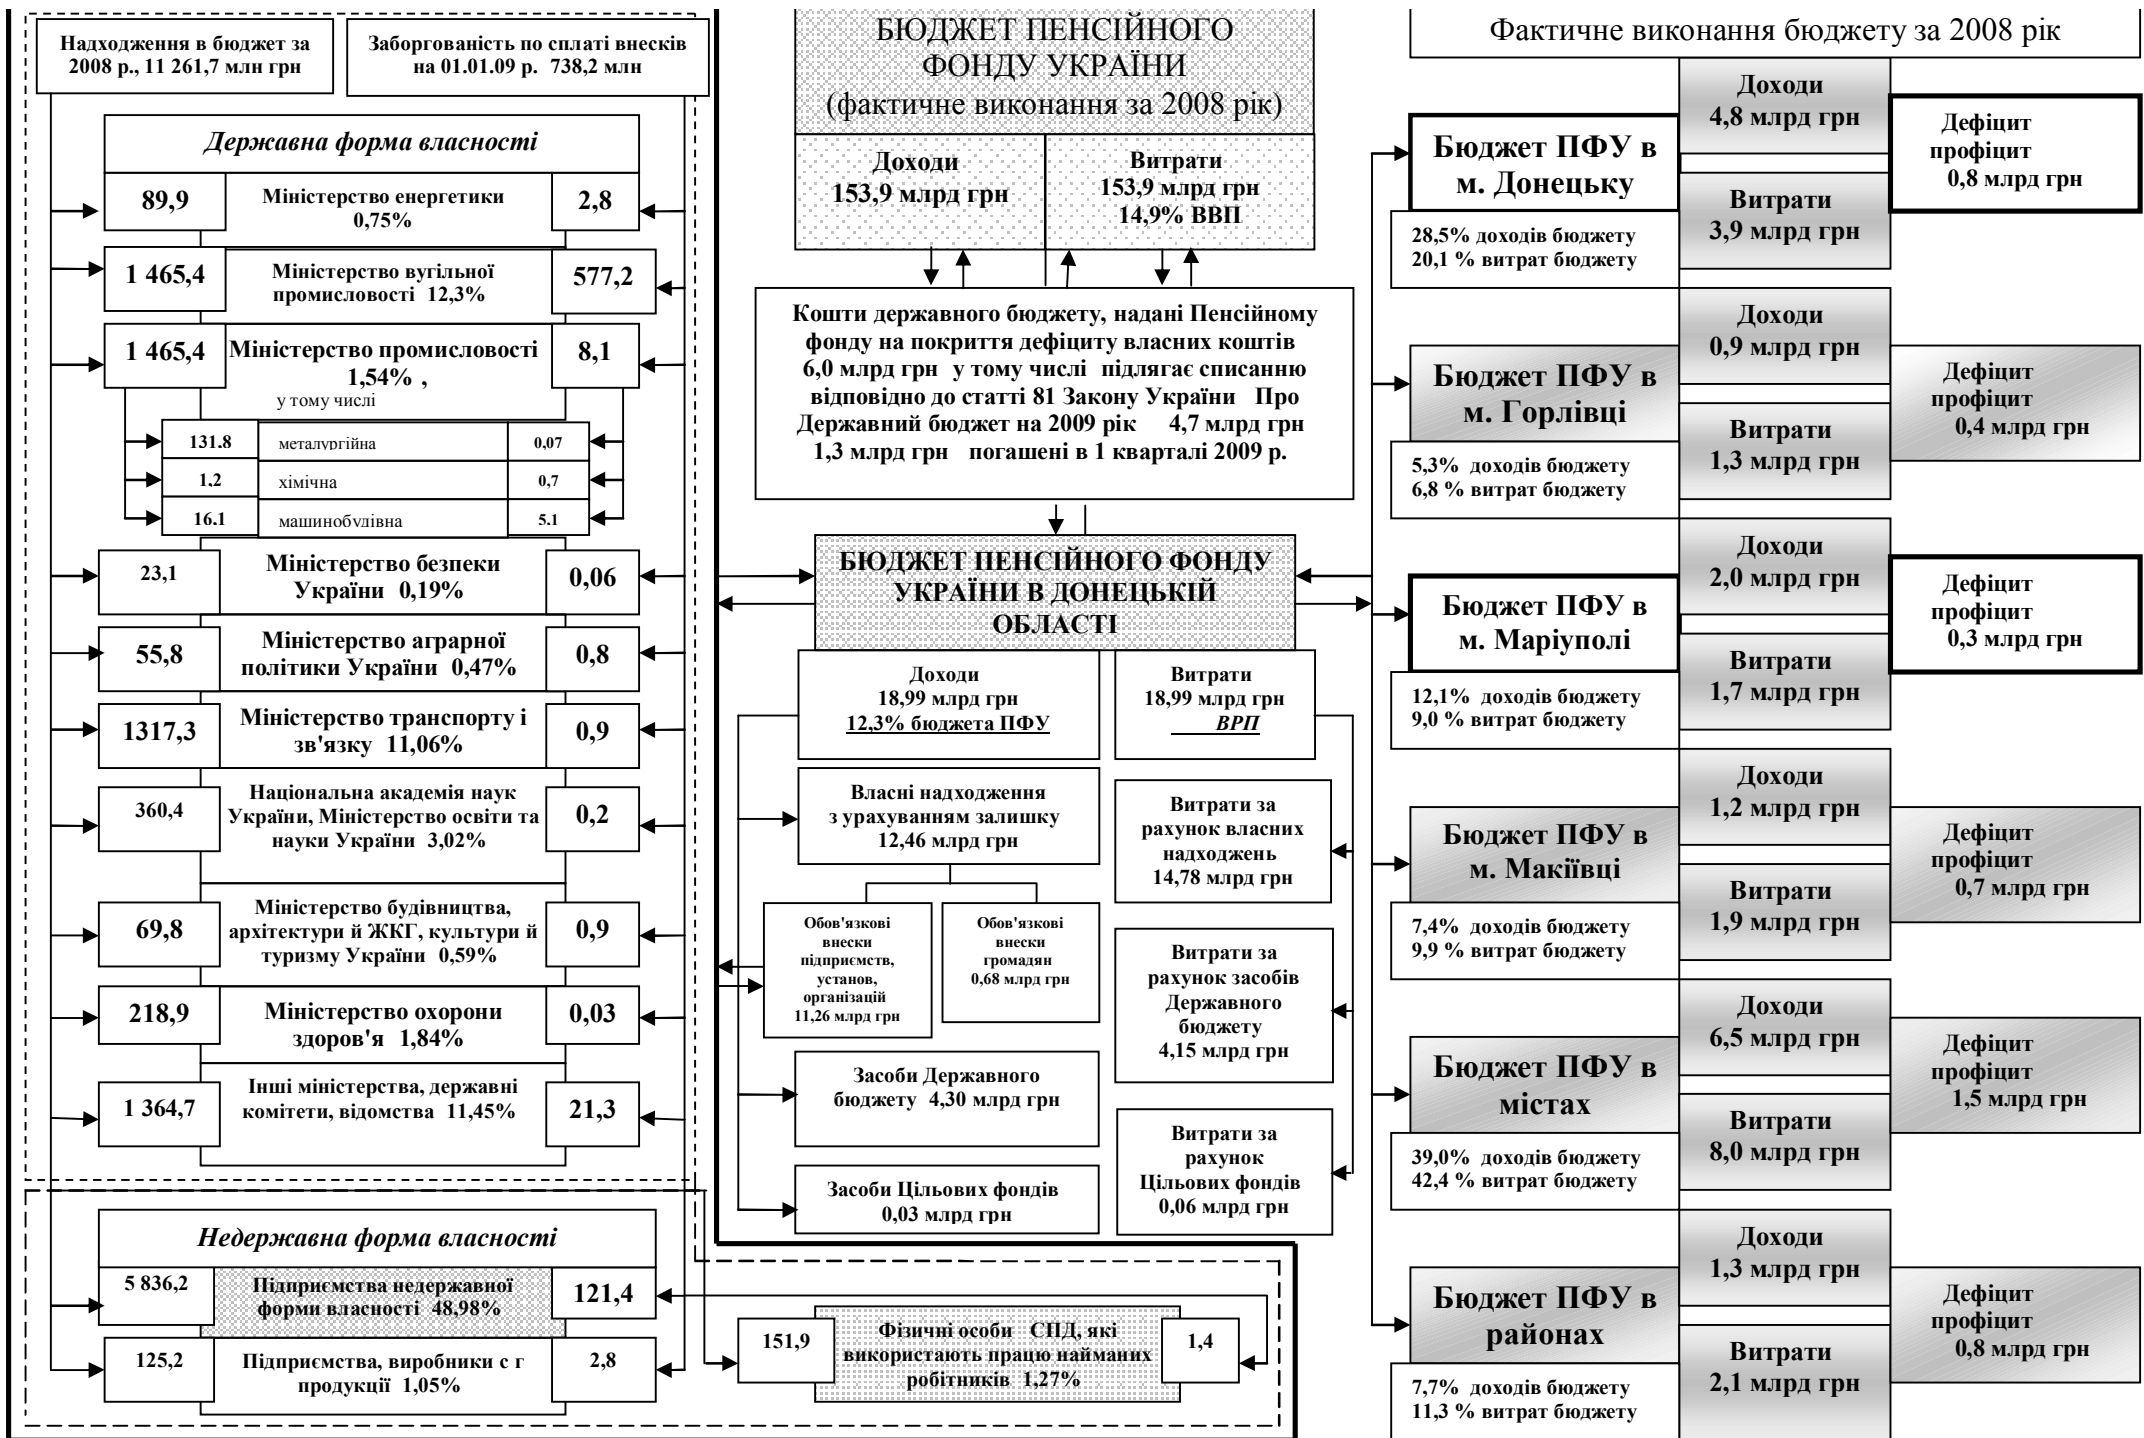 Надходження в бюджет за
2008 р., 11 261,7 млн грн
Заборгованість по сплаті внесків
на 01.01.09 р. 738,2 млн
Державна форма власності
89,9
Міністерство енергетики
0,75%
2,8
1 465,4
Міністерство вугільної
промисловості 12,3%
577,2
1 465,4
Міністерство промисловості
1,54% ,
у тому числі
8,1
131.8
металургійна
0,07
1,2
хімічна
0,7
16.1
машинобудівна
5.1
23,1
Міністерство безпеки
України 0,19%
0,06
55,8
Міністерство аграрної
політики України 0,47%
0,8
1317,3
Міністерство транспорту і
зв'язку 11,06%
0,9
360,4
Національна академія наук
України, Міністерство освіти та
науки України 3,02%
0,2
69,8
Міністерство будівництва,
архітектури й ЖКГ, культури й
туризму України 0,59%
0,9
218,9
Міністерство охорони
здоров'я 1,84%
0,03
1 364,7
Інші міністерства, державні
комітети, відомства 11,45%
21,3
Недержавна форма власності
5 836,2
Підприємства недержавної
форми власності 48,98%
121,4
125,2
Підприємства, виробники с г
продукції 1,05%
2,8
151,9
Фізичні особи СПД, які
використають працю найманих
робітників 1,27%
1,4
БЮДЖЕТ ПЕНСІЙНОГО
ФОНДУ УКРАЇНИ
(фактичне виконання за 2008 рік)
Доходи
153,9 млрд грн
Витрати
153,9 млрд грн
14,9% ВВП
Кошти державного бюджету, надані Пенсійному
фонду на покриття дефіциту власних коштів
6,0 млрд грн у тому числі підлягає списанню
відповідно до статті 81 Закону України Про
Державний бюджет на 2009 рік 4,7 млрд грн
1,3 млрд грн погашені в 1 кварталі 2009 р.
БЮДЖЕТ ПЕНСІЙНОГО ФОНДУ
УКРАЇНИ В ДОНЕЦЬКІЙ
ОБЛАСТІ
Доходи
18,99 млрд грн
12,3% бюджета ПФУ
Витрати
18,99 млрд грн
ВРП
Власні надходження
з урахуванням залишку
12,46 млрд грн
Обов'язкові
внески
підприємств,
установ,
організацій
11,26 млрд грн
Обов'язкові
внески
громадян
0,68 млрд грн
Засоби Державного
бюджету 4,30 млрд грн
Засоби Цільових фондів
0,03 млрд грн
Витрати за
рахунок власних
надходжень
14,78 млрд грн
Витрати за
рахунок засобів
Державного
бюджету
4,15 млрд грн
Витрати за
рахунок
Цільових фондів
0,06 млрд грн
Фактичне виконання бюджету за 2008 рік
Бюджет ПФУ в
м. Донецьку
28,5% доходів бюджету
20,1 % витрат бюджету
Доходи
4,8 млрд грн
Витрати
3,9 млрд грн
Дефіцит
профіцит
0,8 млрд грн
Бюджет ПФУ в
м. Горлівці
5,3% доходів бюджету
6,8 % витрат бюджету
Доходи
0,9 млрд грн
Витрати
1,3 млрд грн
Дефіцит
профіцит
0,4 млрд грн
Бюджет ПФУ в
м. Маріуполі
12,1% доходів бюджету
9,0 % витрат бюджету
Доходи
2,0 млрд грн
Витрати
1,7 млрд грн
Дефіцит
профіцит
0,3 млрд грн
Бюджет ПФУ в
м. Макіївці
7,4% доходів бюджету
9,9 % витрат бюджету
Доходи
1,2 млрд грн
Витрати
1,9 млрд грн
Дефіцит
профіцит
0,7 млрд грн
Бюджет ПФУ в
містах
39,0% доходів бюджету
42,4 % витрат бюджету
Доходи
6,5 млрд грн
Витрати
8,0 млрд грн
Дефіцит
профіцит
1,5 млрд грн
Бюджет ПФУ в
районах
7,7% доходів бюджету
11,3 % витрат бюджету
Доходи
1,3 млрд грн
Витрати
2,1 млрд грн
Дефіцит
профіцит
0,8 млрд грн